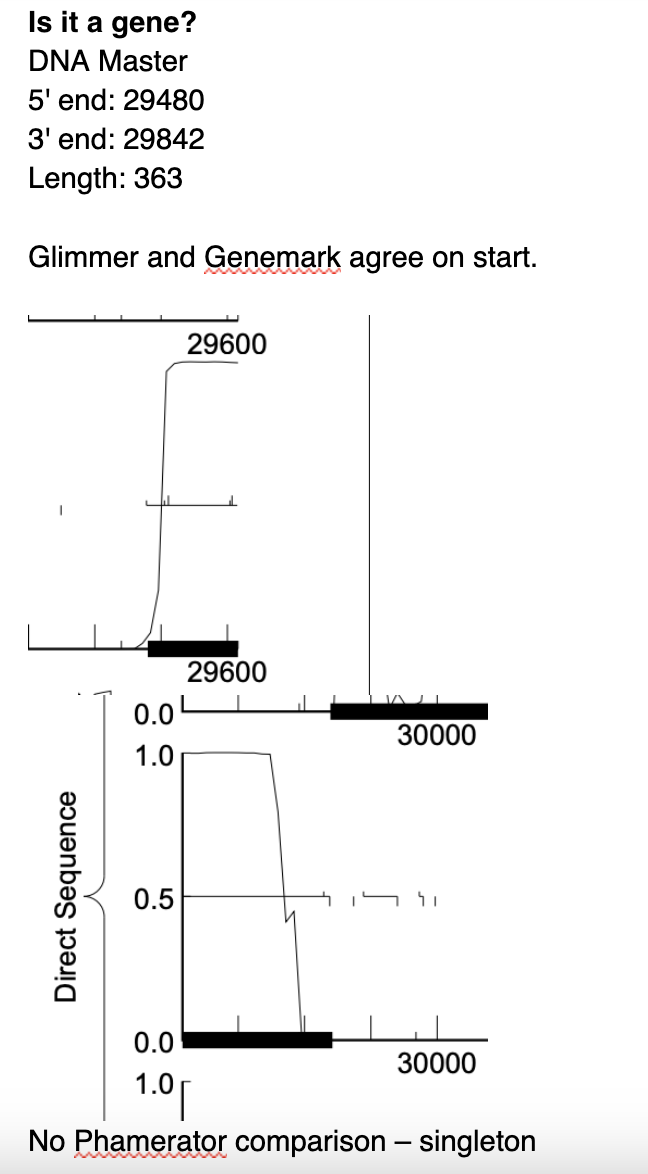 Is it a gene?
DNA Master
5' end: 29480
3' end: 29842
Length: 363
Glimmer and Genemark agree on start.
29600
29600
0.0
30000
1.0
Direct Sequence
0.5
0.0
30000
1.0
No Phamerator comparison – singleton